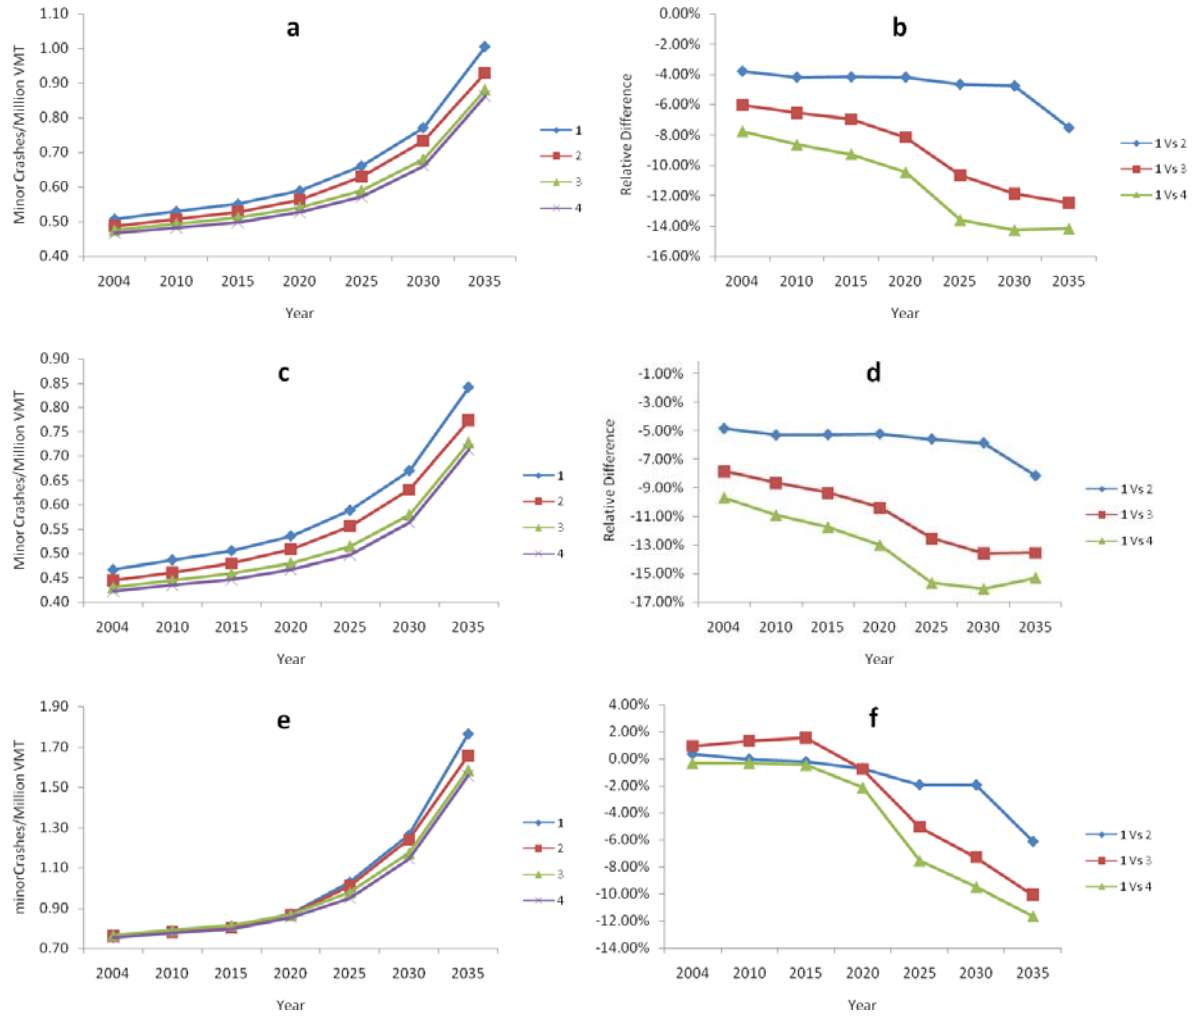 a
Minor Crashes/Million VMT
1.10
1.00
0.90
0.80
0.70
0.60
0.50
0.40
2004 2010 2015 2020 2025 2030 2035
Year
1
2
3
4
b
Relative Difference
0.00%
-2.00%
-4.00%
-6.00%
-8.00%
-10.00%
-12.00%
-14.00%
-16.00%
2004 2010 2015 2020 2025 2030 2035
Year
1 Vs 2
1 Vs 3
1 Vs 4
c
Minor Crashes/Million VMT
0.90
0.85
0.80
0.75
0.70
0.65
0.60
0.55
0.50
0.45
0.40
2004 2010 2015 2020 2025 2030 2035
Year
1
2
3
4
d
Relative Difference
-1.00%
-3.00%
-5.00%
-7.00%
-9.00%
-11.00%
-13.00%
-15.00%
-17.00%
2004 2010 2015 2020 2025 2030 2035
Year
1 Vs 2
1 Vs 3
1 Vs 4
e
minorCrashes/Million VMT
1.90
1.70
1.50
1.30
1.10
0.90
0.70
2004 2010 2015 2020 2025 2030 2035
Year
1
2
3
4
f
4.00%
2.00%
0.00%
-2.00%
-4.00%
-6.00%
-8.00%
-10.00%
-12.00%
-14.00%
2004 2010 2015 2020 2025 2030 2035
Year
1 Vs 2
1 Vs 3
1 Vs 4